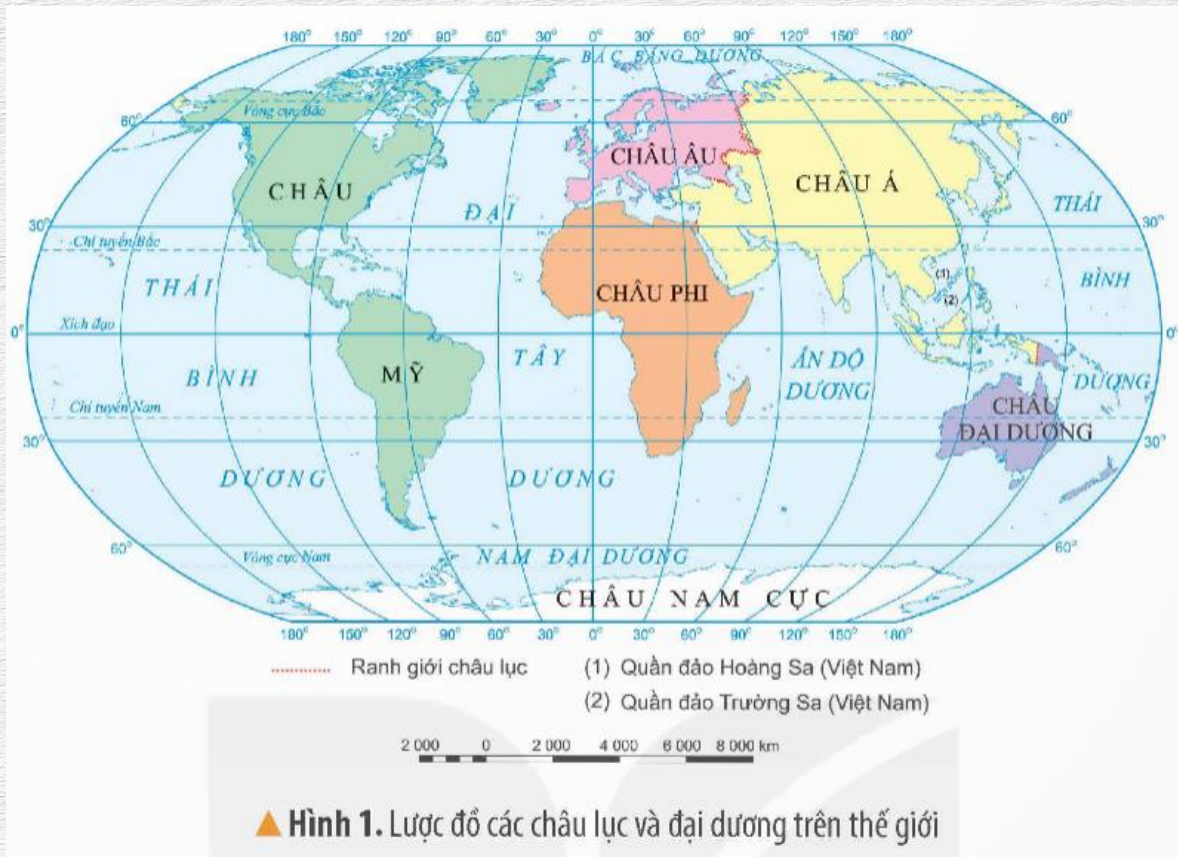 180° 150° 120° 90° 60° 30° 0° 30° 60° 90° 120° 150° 180°
BẮC BĂNG DƯƠNG
Vòng cực Bắc
60° 60°
CHÂU ÂU
CHÂU CHÂU Á
ĐẠI THÁI
30° 30°
Chí tuyến Bắc
(1)
THÁI CHÂU PHI BÌNH
(2)
Xích đạo
0° 0°
TÂY ẤN ĐỘ
BÌNH MỸ DƯƠNG DƯƠNG
Chí tuyến Nam CHÂU
ĐẠI DƯƠNG
30° 30°
DƯƠNG DƯƠNG
60° 60°
Vòng cực Nam NAM ĐẠI DƯƠNG
CHÂU NAM CỰC
180° 150° 120° 90° 60° 30° 0° 30° 60° 90° 120° 150° 180°
Ranh giới châu lục (1) Quần đảo Hoàng Sa (Việt Nam)
(2) Quần đảo Trường Sa (Việt Nam)
2 000 0 2 000 4 000 6 000 8 000 km
▲ Hình 1. Lược đồ các châu lục và đại dương trên thế giới